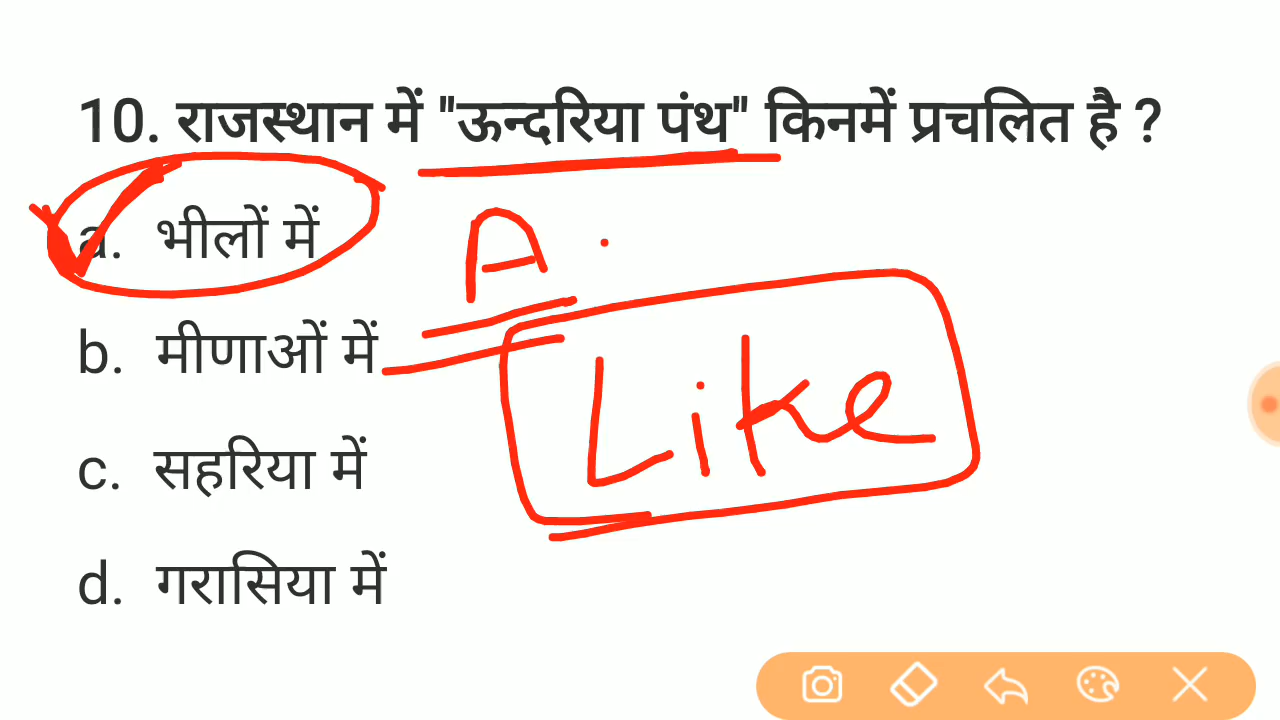 10. राजस्थान में "ऊन्दरिया पंथ" किनमें प्रचलित है ?
a. भीलों में
A
b. मीणाओं में
Like
c. सहरिया में
d. गरासिया में